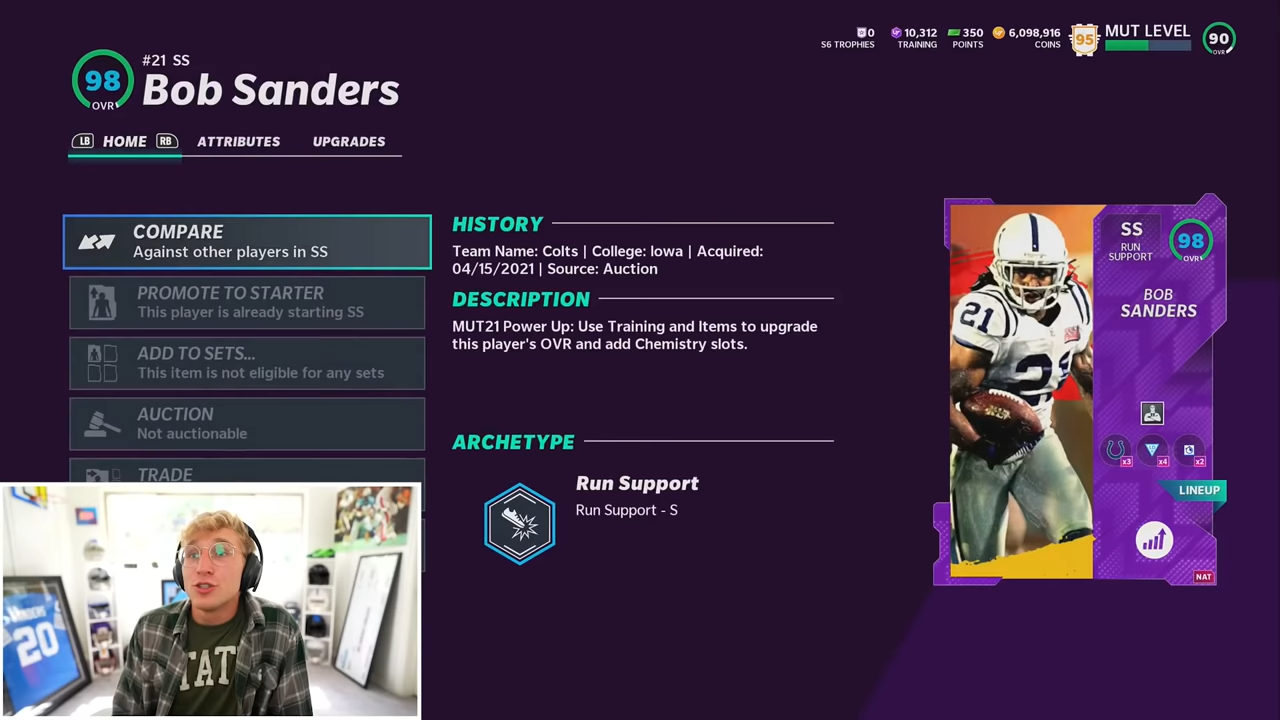 0
S6 TROPHIES
10,312
TRAINING
350
POINTS
6,098,916
COINS
95
MUT LEVEL
90
OVR
98
OVR
#21 SS
Bob Sanders
LB HOME RB ATTRIBUTES UPGRADES
COMPARE
Against other players in SS
PROMOTE TO STARTER
This player is already starting SS
ADD TO SETS...
This item is not eligible for any sets
AUCTION
Not auctionable
TRADE
HISTORY
Team Name: Colts | College: Iowa | Acquired:
04/15/2021 | Source: Auction
DESCRIPTION
MUT21 Power Up: Use Training and Items to upgrade
this player's OVR and add Chemistry slots.
ARCHETYPE
Run Support
Run Support - S
SS
RUN
SUPPORT
98
OVR
BOB
SANDERS
21
x3
x4
x2
LINEUP
NAT
20
TAT